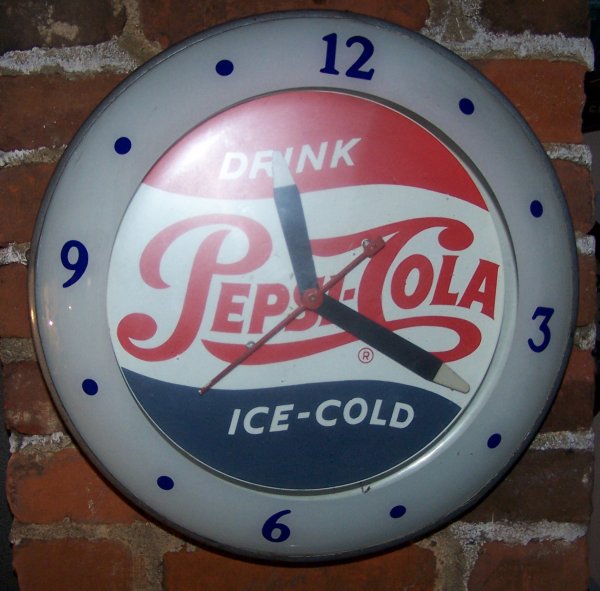 12
DRINK
9
PEPSI-COLA
3
®
ICE-COLD
6